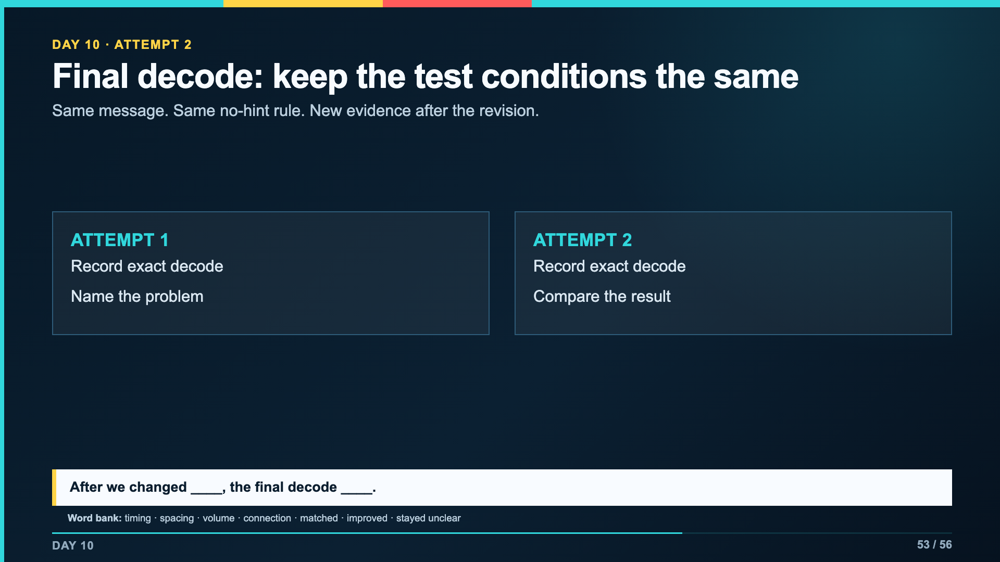 DAY 10 · ATTEMPT 2
Final decode: keep the test conditions the same
Same message. Same no-hint rule. New evidence after the revision.
ATTEMPT 1
Record exact decode
Name the problem
ATTEMPT 2
Record exact decode
Compare the result
After we changed ____, the final decode ____.
Word bank: timing · spacing · volume · connection · matched · improved · stayed unclear
DAY 10
53 / 56